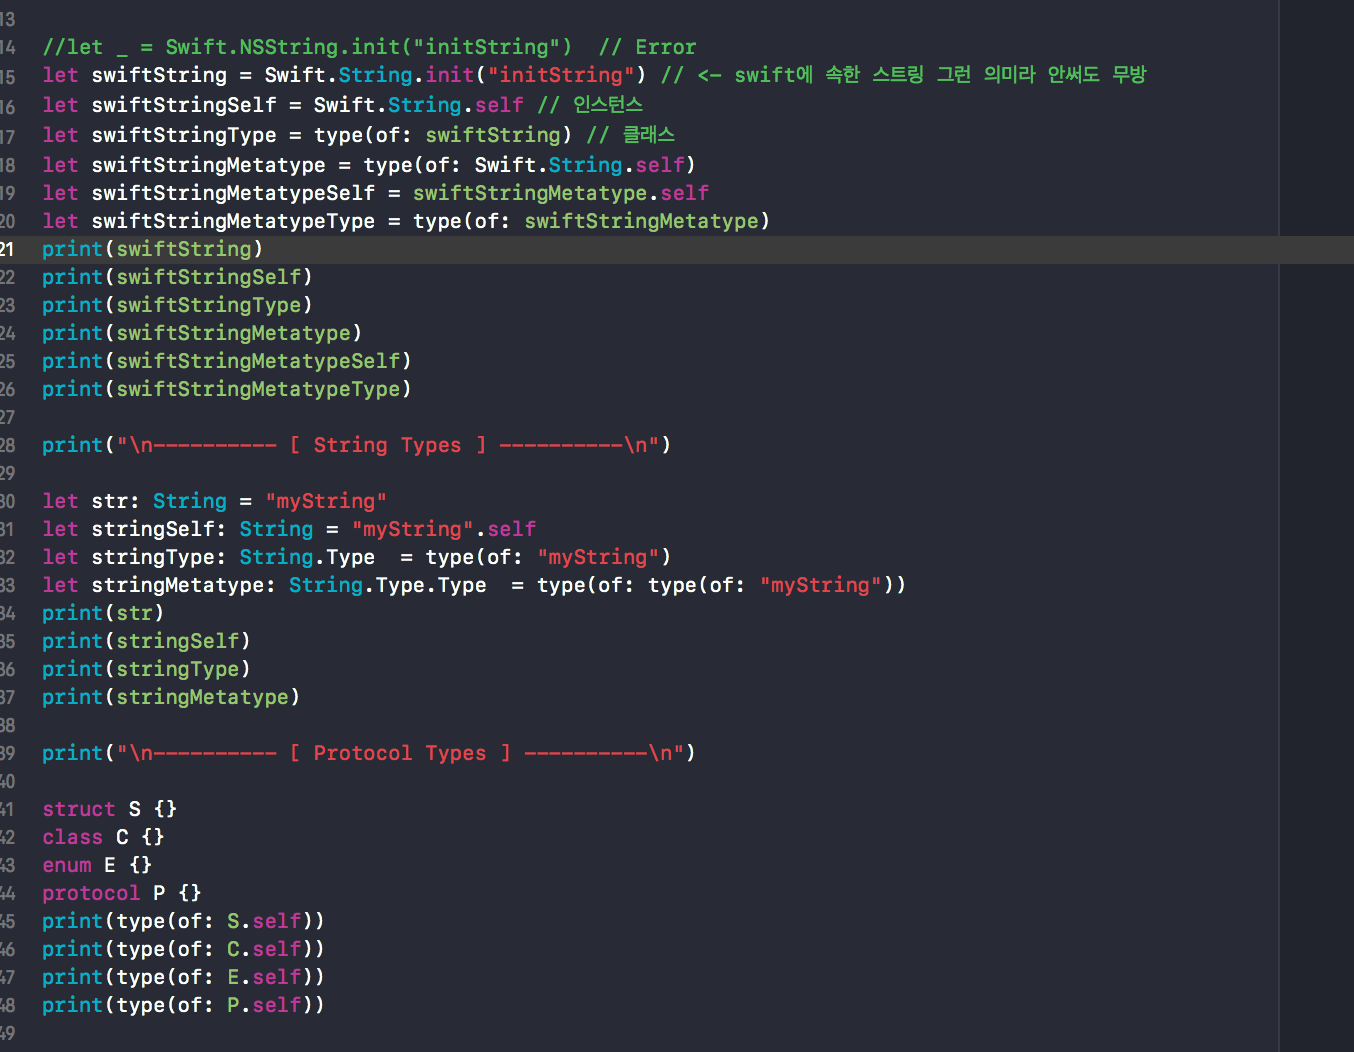 13
14 //let _ = Swift.NSString.init("initString")  // Error
15 let swiftString = Swift.String.init("initString") // <- swift에 속한 스트링 그런 의미라 안써도 무방
16 let swiftStringSelf = Swift.String.self // 인스턴스
17 let swiftStringType = type(of: swiftString) // 클래스
18 let swiftStringMetatype = type(of: Swift.String.self)
19 let swiftStringMetatypeSelf = swiftStringMetatype.self
20 let swiftStringMetatypeType = type(of: swiftStringMetatype)
21 print(swiftString)
22 print(swiftStringSelf)
23 print(swiftStringType)
24 print(swiftStringMetatype)
25 print(swiftStringMetatypeSelf)
26 print(swiftStringMetatypeType)
27
28 print("\n---------- [ String Types ] ----------\n")
29
30 let str: String = "myString"
31 let stringSelf: String = "myString".self
32 let stringType: String.Type  = type(of: "myString")
33 let stringMetatype: String.Type.Type  = type(of: type(of: "myString"))
34 print(str)
35 print(stringSelf)
36 print(stringType)
37 print(stringMetatype)
38
39 print("\n---------- [ Protocol Types ] ----------\n")
40
41 struct S {}
42 class C {}
43 enum E {}
44 protocol P {}
45 print(type(of: S.self))
46 print(type(of: C.self))
47 print(type(of: E.self))
48 print(type(of: P.self))
49